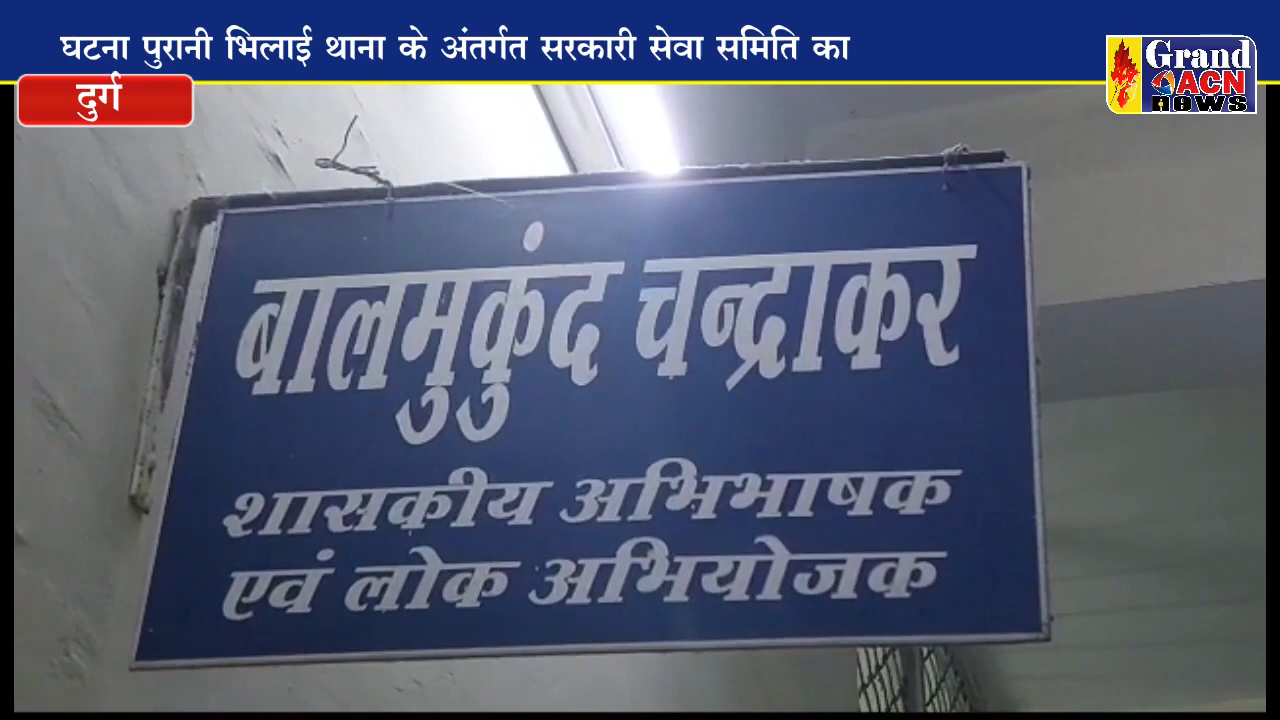 घटना पुरानी भिलाई थाना के अंतर्गत सरकारी सेवा समिति का
दुर्ग
Grand
ACN
news
बालमुकुंद चन्द्राकर
शासकीय अभिभाषक
एवं लोक अभियोजक